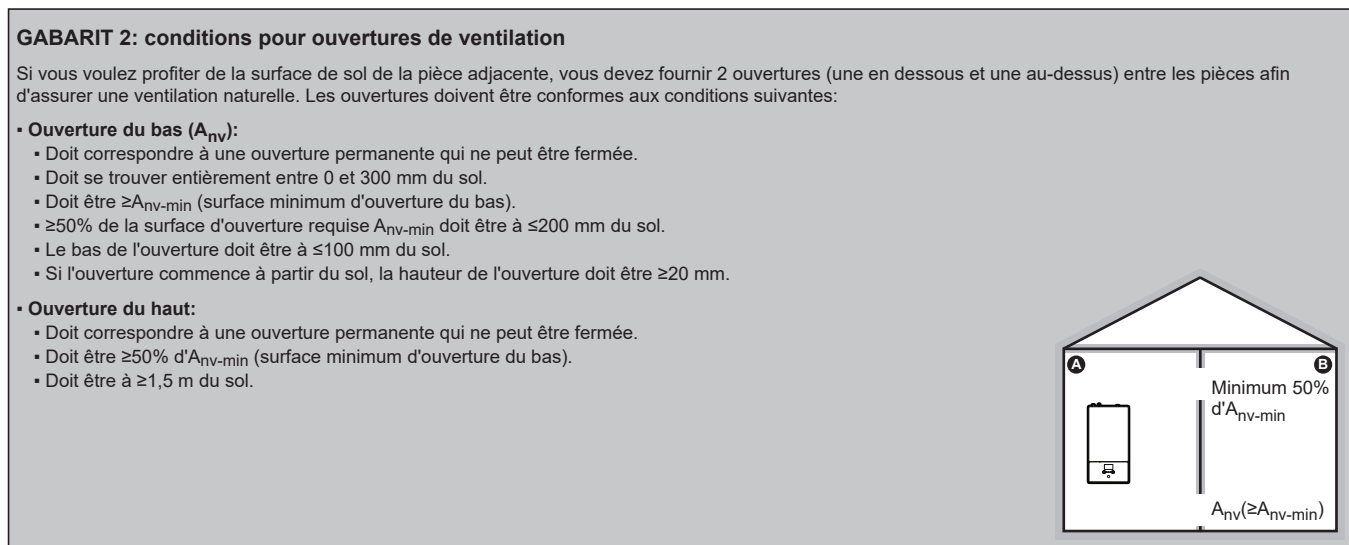 GABARIT 2: conditions pour ouvertures de ventilation
Si vous voulez profiter de la surface de sol de la pièce adjacente, vous devez fournir 2 ouvertures (une en dessous et une au-dessus) entre les pièces afin
d'assurer une ventilation naturelle. Les ouvertures doivent être conformes aux conditions suivantes:
▪ Ouverture du bas (Anv):
▪ Doit correspondre à une ouverture permanente qui ne peut être fermée.
▪ Doit se trouver entièrement entre 0 et 300 mm du sol.
▪ Doit être ≥Anv-min (surface minimum d'ouverture du bas).
▪ ≥50% de la surface d'ouverture requise Anv-min doit être à ≤200 mm du sol.
▪ Le bas de l'ouverture doit être à ≤100 mm du sol.
▪ Si l'ouverture commence à partir du sol, la hauteur de l'ouverture doit être ≥20 mm.
▪ Ouverture du haut:
▪ Doit correspondre à une ouverture permanente qui ne peut être fermée.
▪ Doit être ≥50% d'Anv-min (surface minimum d'ouverture du bas).
▪ Doit être à ≥1,5 m du sol.
A
B
Minimum 50%
d'Anv-min
Anv(≥Anv-min)